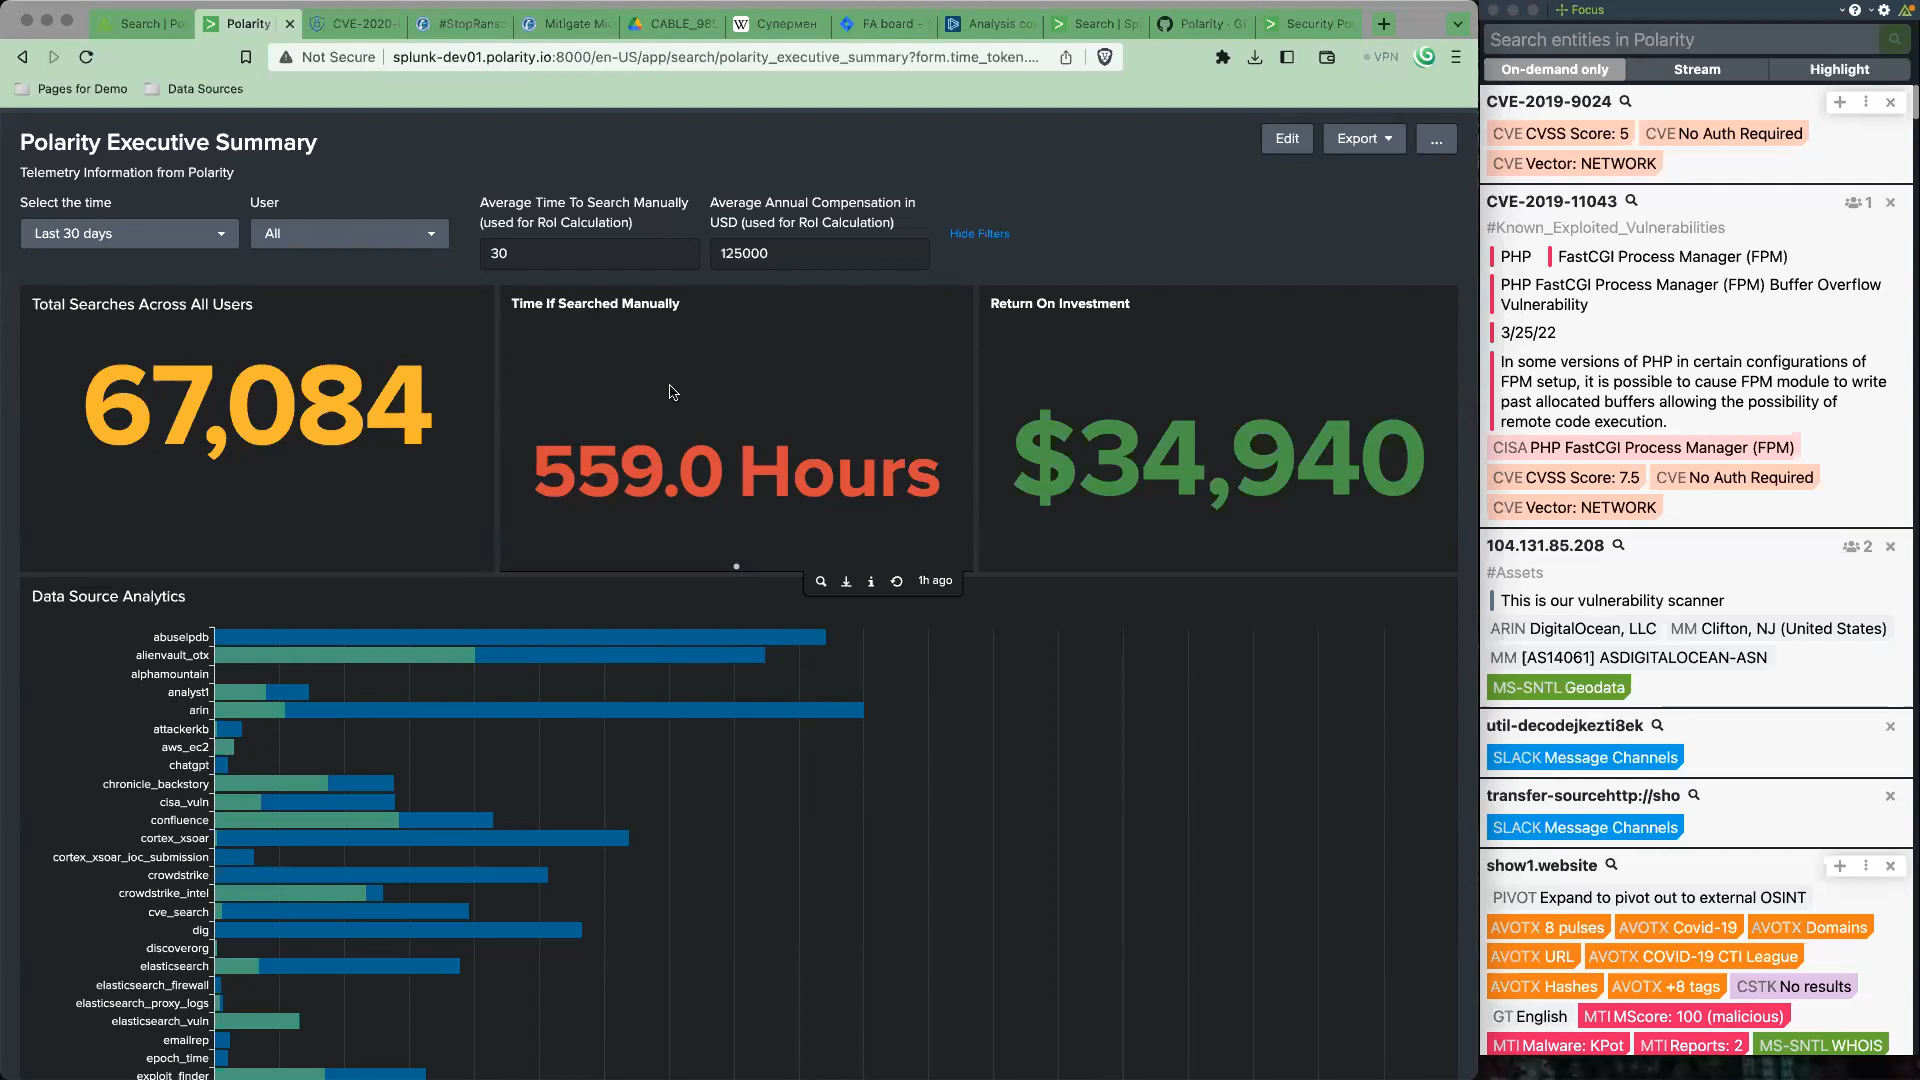 Search | Pol
Polarity
CVE-2020-
#StopRanso
Mitigate Mi
CABLE_98
Супермен
FA board -
Analysis co
Search | Sp
Polarity · Gi
Security Po
Not Secure
splunk-dev01.polarity.io:8000/en-US/app/search/polarity_executive_summary?form.time_token....
VPN
Pages for Demo
Data Sources
Polarity Executive Summary
Edit
Export
...
Telemetry Information from Polarity
Select the time
User
Average Time To Search Manually
(used for RoI Calculation)
Average Annual Compensation in
USD (used for RoI Calculation)
Last 30 days
All
30
125000
Hide Filters
Total Searches Across All Users
67,084
Time If Searched Manually
559.0 Hours
Return On Investment
$34,940
1h ago
Data Source Analytics
abuseipdb
alienvault_otx
alphamountain
analyst1
arin
attackerkb
aws_ec2
chatgpt
chronicle_backstory
cisa_vuln
confluence
cortex_xsoar
cortex_xsoar_ioc_submission
crowdstrike
crowdstrike_intel
cve_search
dig
discoverorg
elasticsearch
elasticsearch_firewall
elasticsearch_proxy_logs
elasticsearch_vuln
emailrep
epoch_time
exploit_finder
Focus
Search entities in Polarity
On-demand only
Stream
Highlight
CVE-2019-9024
CVE CVSS Score: 5 CVE No Auth Required
CVE Vector: NETWORK
CVE-2019-11043
1
#Known_Exploited_Vulnerabilities
PHP FastCGI Process Manager (FPM)
PHP FastCGI Process Manager (FPM) Buffer Overflow
Vulnerability
3/25/22
In some versions of PHP in certain configurations of
FPM setup, it is possible to cause FPM module to write
past allocated buffers allowing the possibility of
remote code execution.
CISA PHP FastCGI Process Manager (FPM)
CVE CVSS Score: 7.5 CVE No Auth Required
CVE Vector: NETWORK
104.131.85.208
2
#Assets
This is our vulnerability scanner
ARIN DigitalOcean, LLC MM Clifton, NJ (United States)
MM [AS14061] ASDIGITALOCEAN-ASN
MS-SNTL Geodata
util-decodejkezti8ek
SLACK Message Channels
transfer-sourcehttp://sho
SLACK Message Channels
show1.website
PIVOT Expand to pivot out to external OSINT
AVOTX 8 pulses AVOTX Covid-19 AVOTX Domains
AVOTX URL AVOTX COVID-19 CTI League
AVOTX Hashes AVOTX +8 tags CSTK No results
GT English MTI MScore: 100 (malicious)
MTI Malware: KPot MTI Reports: 2 MS-SNTL WHOIS